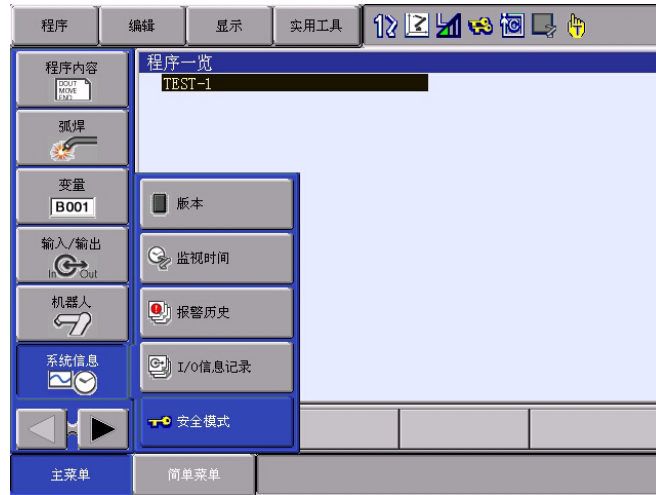 程序
编辑
显示
实用工具
程序内容
DOUT
MOVE
END
程序一览
TEST-1
弧焊
变量
B001
版本
输入/输出
In Out
监视时间
机器人
报警历史
系统信息
I/O信息记录
安全模式
主菜单
简单菜单